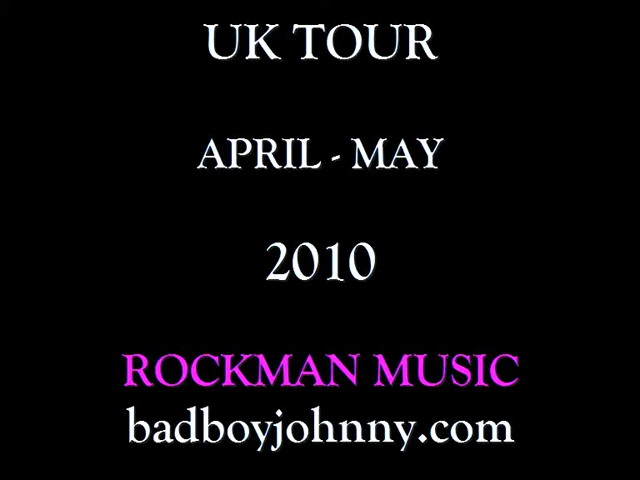 UK TOUR
APRIL - MAY
2010
ROCKMAN MUSIC
badboyjohnny.com